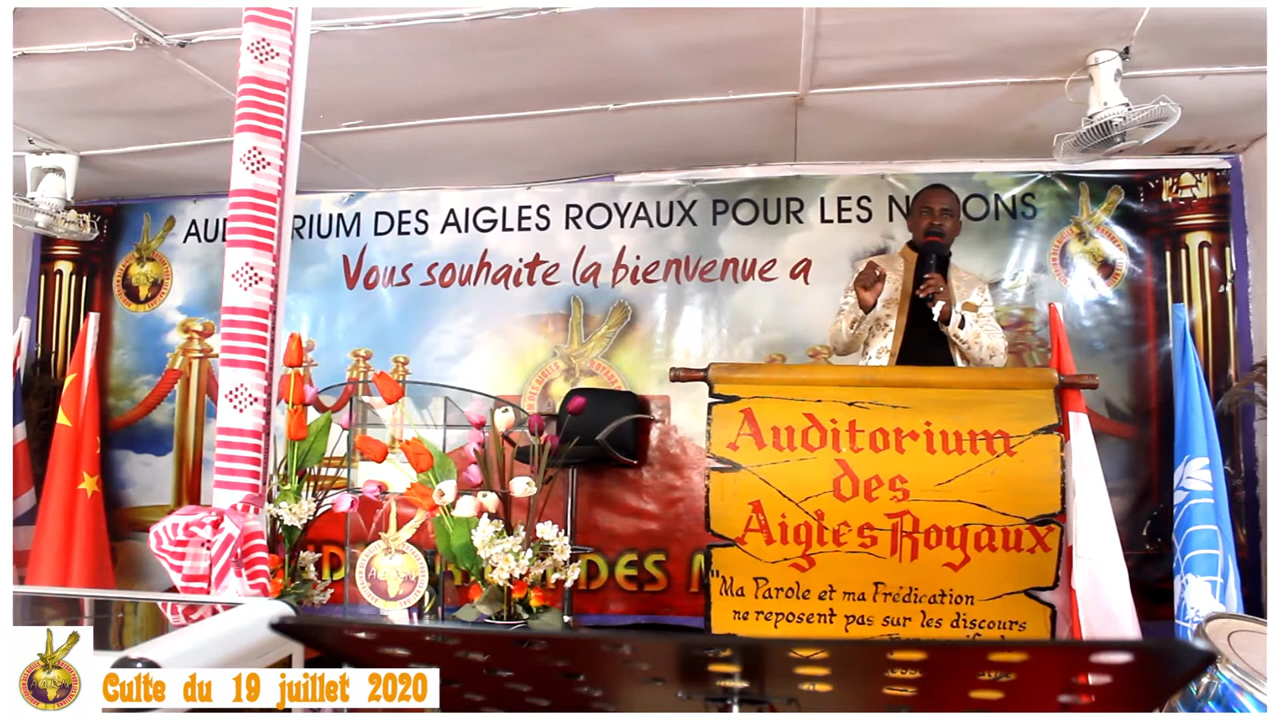 AUDITORIUM DES AIGLES ROYAUX POUR LES NATIONS
Vous souhaite la bienvenue a
DES
Auditorium
des
Aigles Royaux
"Ma Parole et ma Prédication
ne reposent pas sur les discours
Culte du 19 juillet 2020